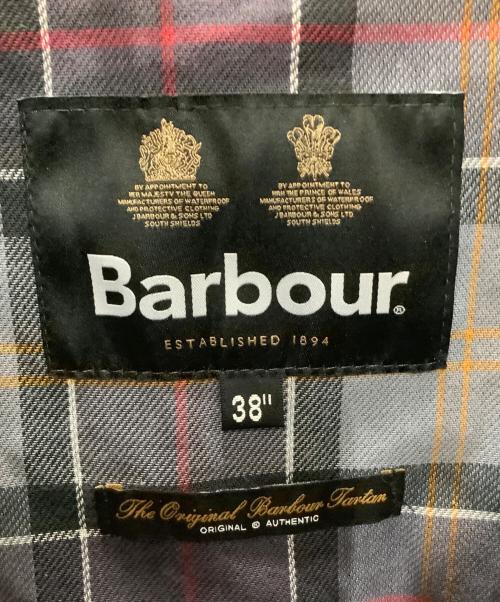 BY APPOINTMENT TO
HER MAJESTY THE QUEEN
MANUFACTURERS OF WATERPROOF
AND PROTECTIVE CLOTHING
J.BARBOUR & SONS LTD
SOUTH SHIELDS
BY APPOINTMENT TO
HRH THE PRINCE OF WALES
MANUFACTURERS OF WATERPROOF
AND PROTECTIVE CLOTHING
J.BARBOUR & SONS LTD
SOUTH SHIELDS
Barbour®
ESTABLISHED 1894
38"
The Original Barbour Tartan
ORIGINAL © AUTHENTIC